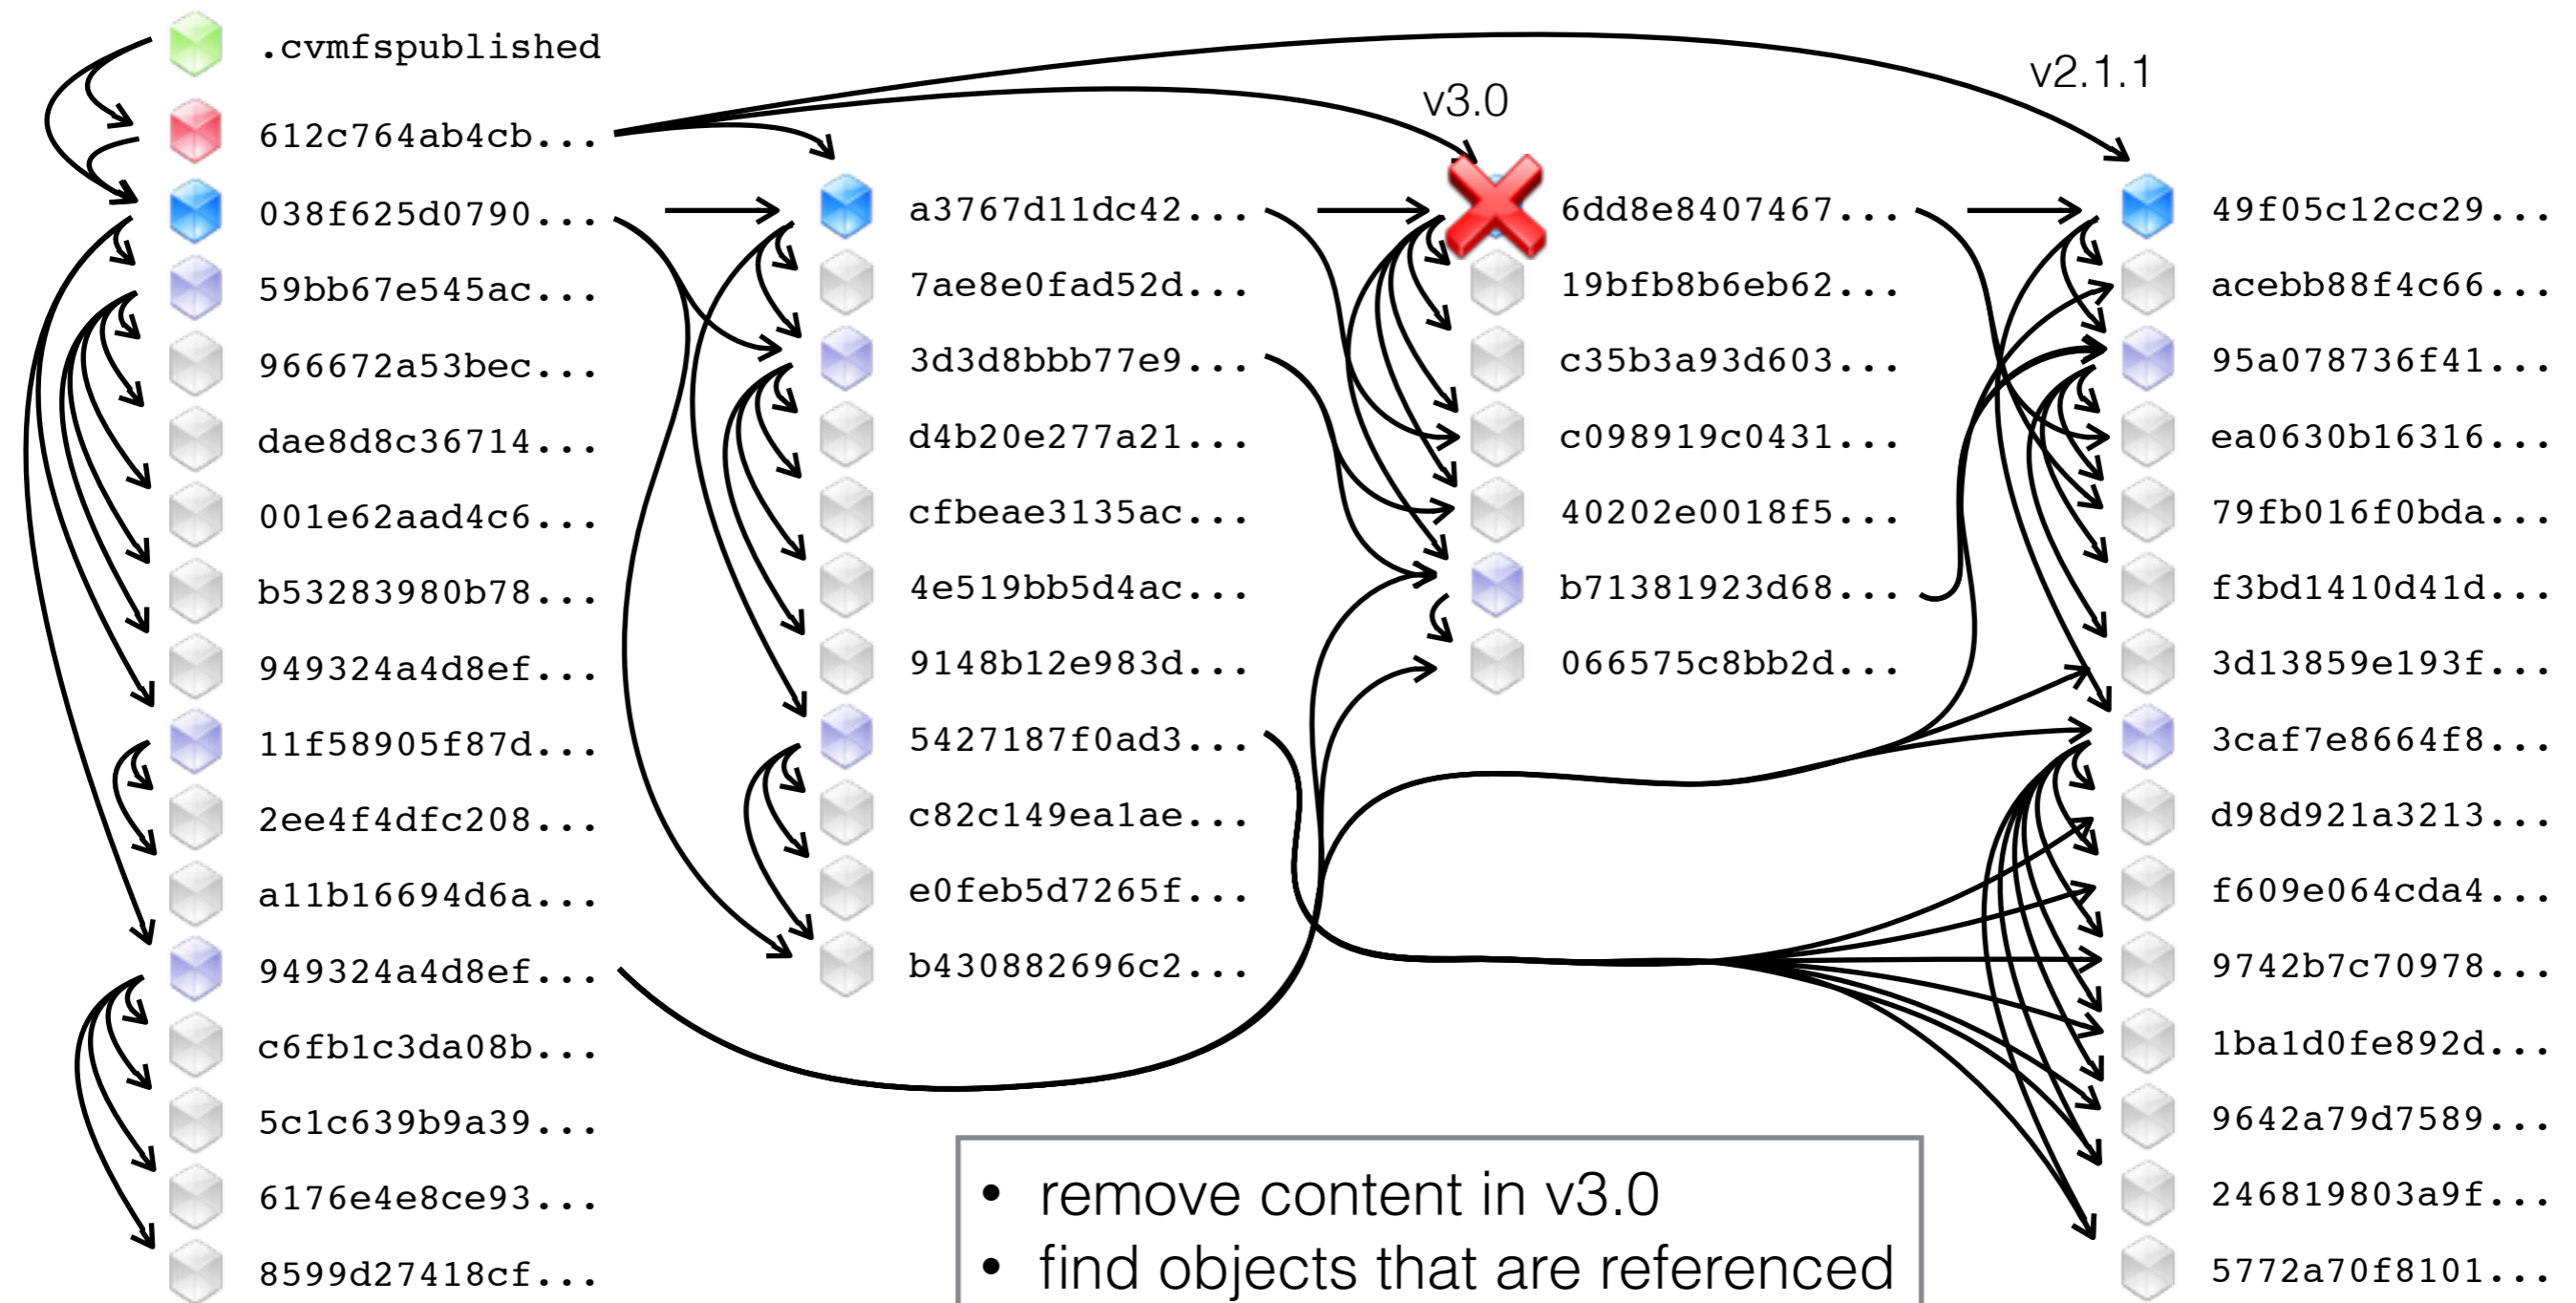 .cvmfspublished
612c764ab4cb...
038f625d0790...
59bb67e545ac...
966672a53bec...
dae8d8c36714...
001e62aad4c6...
b53283980b78...
949324a4d8ef...
11f58905f87d...
2ee4f4dfc208...
a11b16694d6a...
949324a4d8ef...
c6fb1c3da08b...
5c1c639b9a39...
6176e4e8ce93...
8599d27418cf...
a3767d11dc42...
7ae8e0fad52d...
3d3d8bbb77e9...
d4b20e277a21...
cfbeae3135ac...
4e519bb5d4ac...
9148b12e983d...
5427187f0ad3...
c82c149ea1ae...
e0feb5d7265f...
b430882696c2...
v3.0
6dd8e8407467...
19bfb8b6eb62...
c35b3a93d603...
c098919c0431...
40202e0018f5...
b71381923d68...
066575c8bb2d...
v2.1.1
49f05c12cc29...
acebb88f4c66...
95a078736f41...
ea0630b16316...
79fb016f0bda...
f3bd1410d41d...
3d13859e193f...
3caf7e8664f8...
d98d921a3213...
f609e064cda4...
9742b7c70978...
1ba1d0fe892d...
9642a79d7589...
246819803a9f...
5772a70f8101...
• remove content in v3.0
• find objects that are referenced